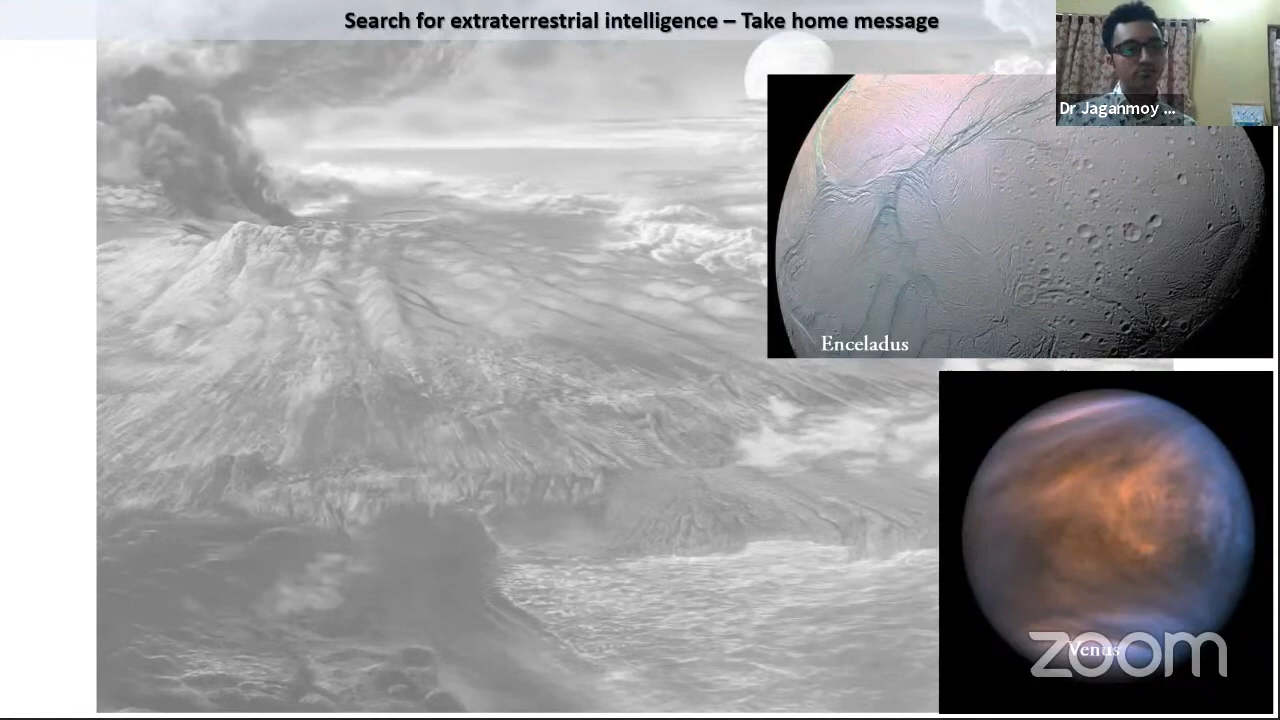 Search for extraterrestrial intelligence – Take home message
Dr Jaganmoy ...
Enceladus
Venus
zoom